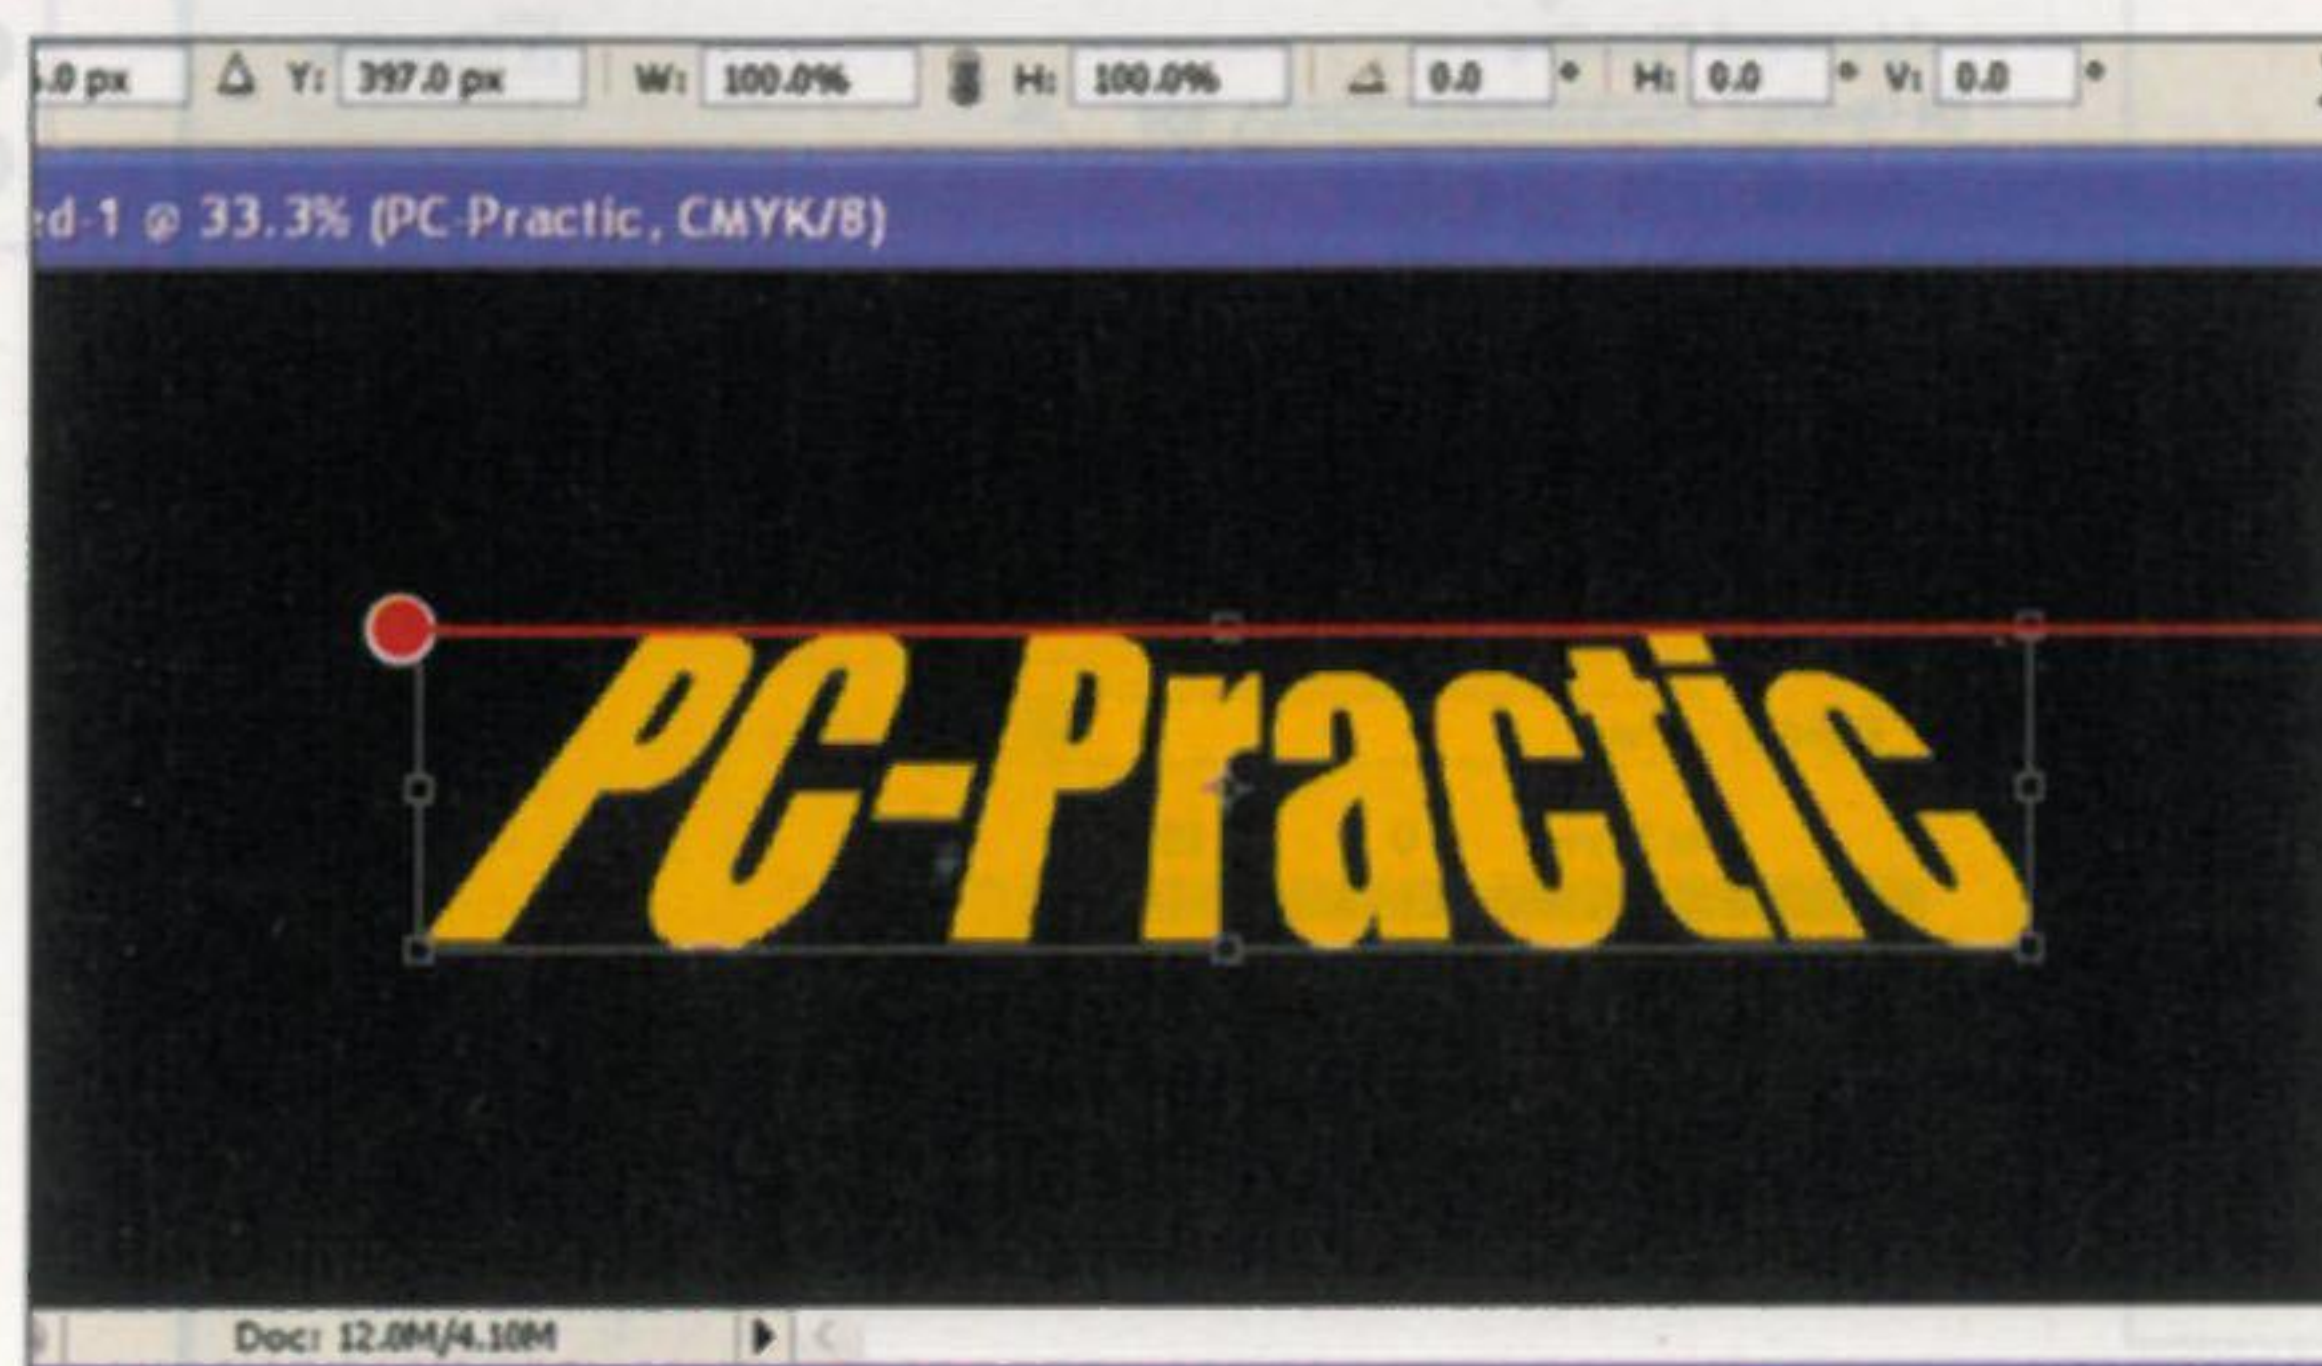 .0 px Y: 397.0 px W: 100.0% H: 100.0% 0.0 ° H: 0.0 ° V: 0.0 °
d-1 @ 33.3% (PC-Practic, CMYK/8)
PC-Practic
Doc: 12.0M/4.10M